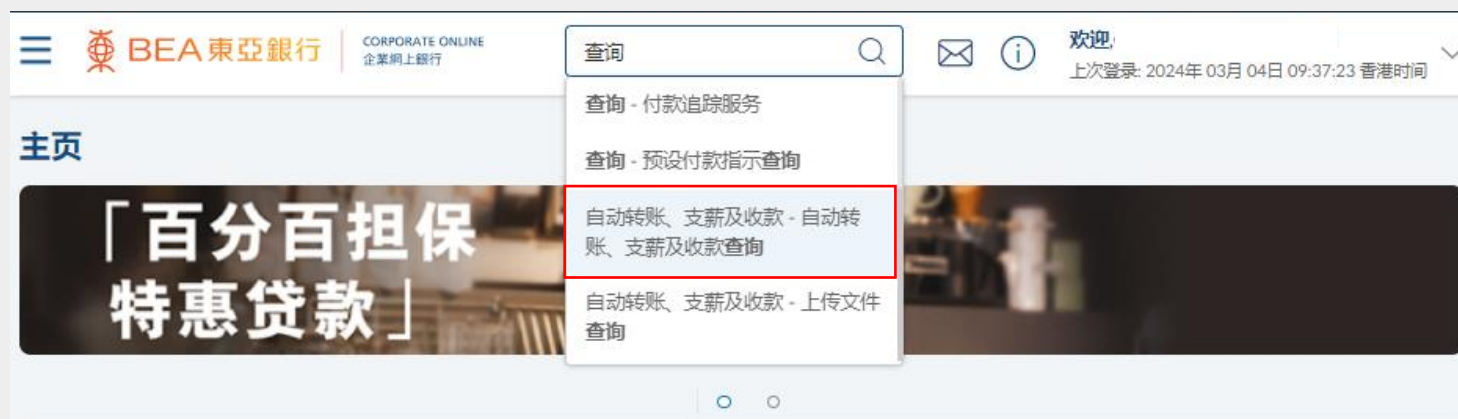 BEA東亞銀行
CORPORATE ONLINE
企業網上銀行
查询
欢迎,
上次登录: 2024年 03月 04日 09:37:23 香港时间
查询 - 付款追踪服务
查询 - 预设付款指示查询
自动转账、支薪及收款 - 自动转
账、支薪及收款查询
自动转账、支薪及收款 - 上传文件
查询
主页
「百分百担保
特惠贷款」